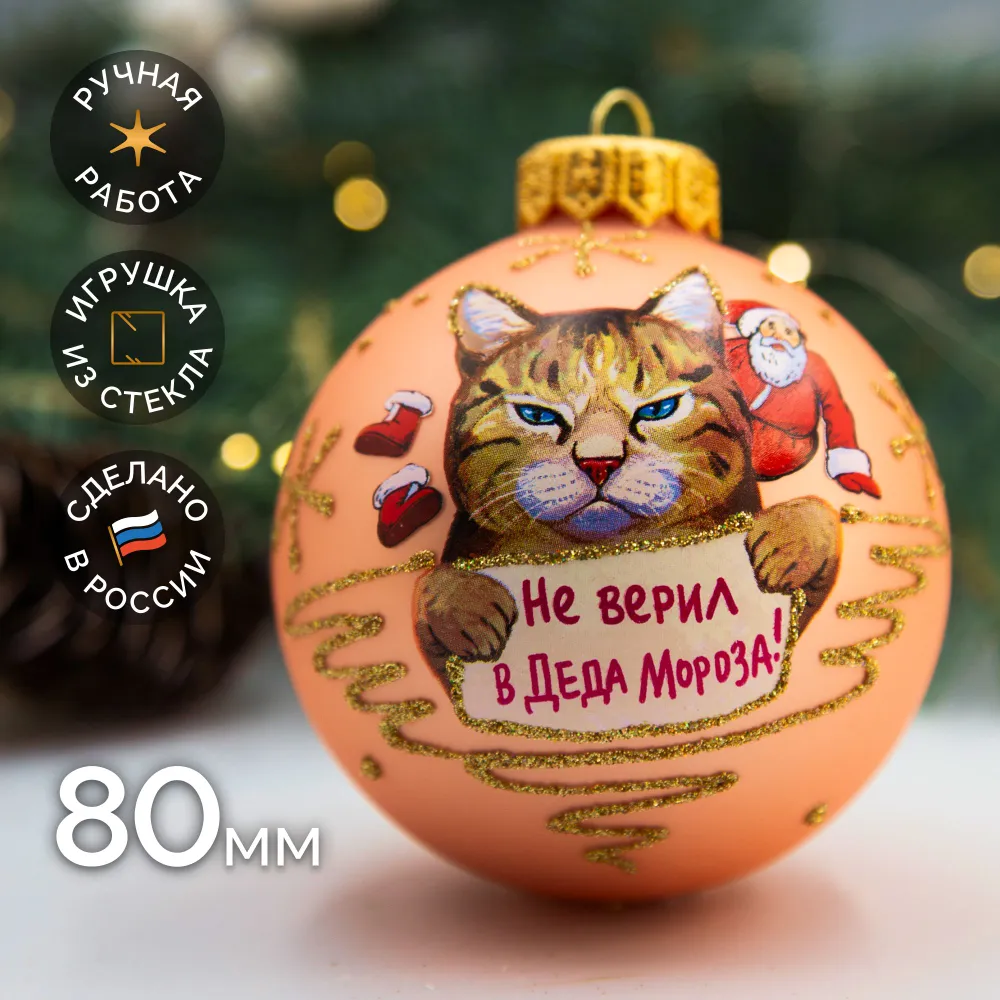 РУЧНАЯ
РАБОТА
ИГРУШКА
ИЗ СТЕКЛА
СДЕЛАНО
В РОССИИ
Не верил
в Деда Мороза!
80мм